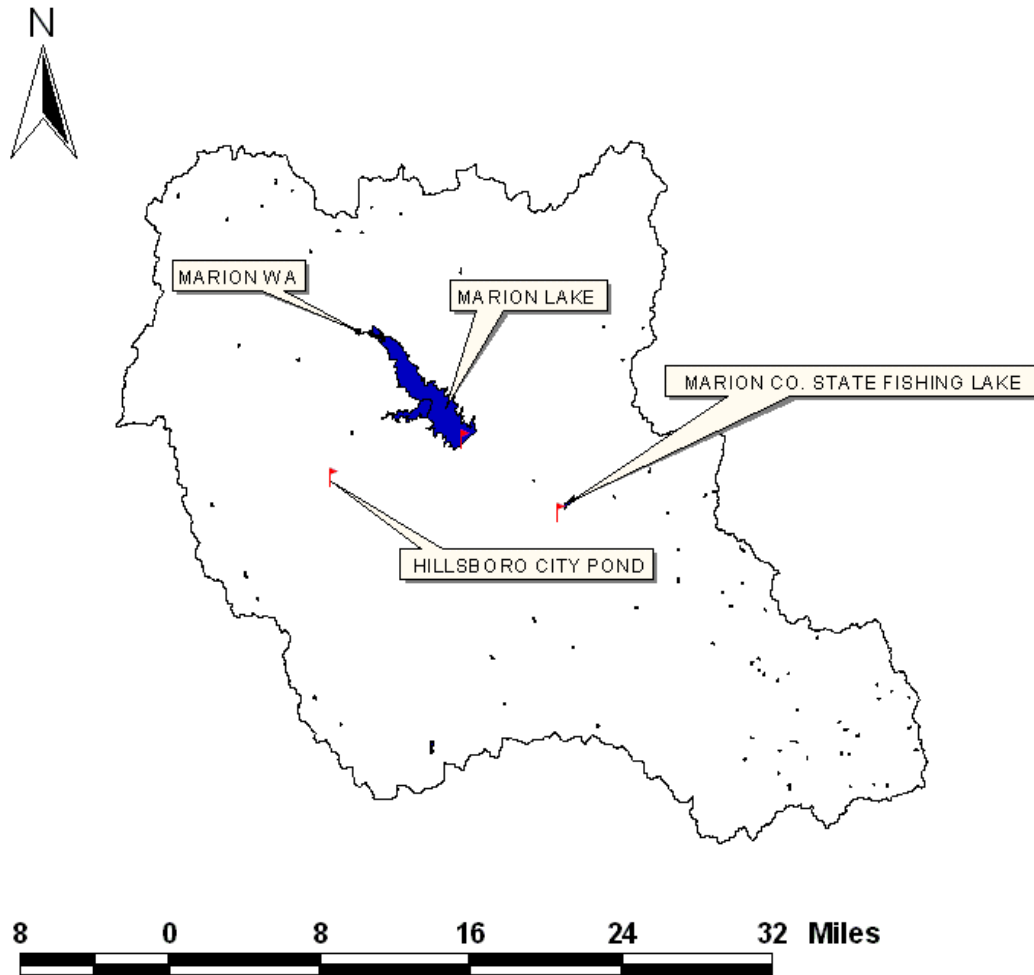 N
MARION WA
MARION LAKE
MARION CO. STATE FISHING LAKE
HILLSBORO CITY POND
8 0 8 16 24 32 Miles